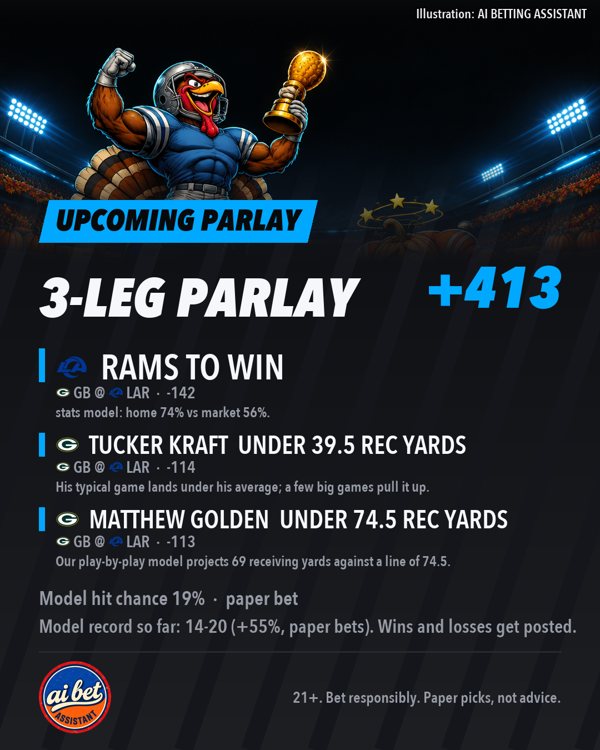 Illustration: AI BETTING ASSISTANT
UPCOMING PARLAY
3-LEG PARLAY
+413
RAMS TO WIN
G GB @ LAR · -142
stats model: home 74% vs market 56%.
G TUCKER KRAFT UNDER 39.5 REC YARDS
G GB @ LAR · -114
His typical game lands under his average; a few big games pull it up.
G MATTHEW GOLDEN UNDER 74.5 REC YARDS
G GB @ LAR · -113
Our play-by-play model projects 69 receiving yards against a line of 74.5.
Model hit chance 19% · paper bet
Model record so far: 14-20 (+55%, paper bets). Wins and losses get posted.
ai bet
ASSISTANT
21+. Bet responsibly. Paper picks, not advice.